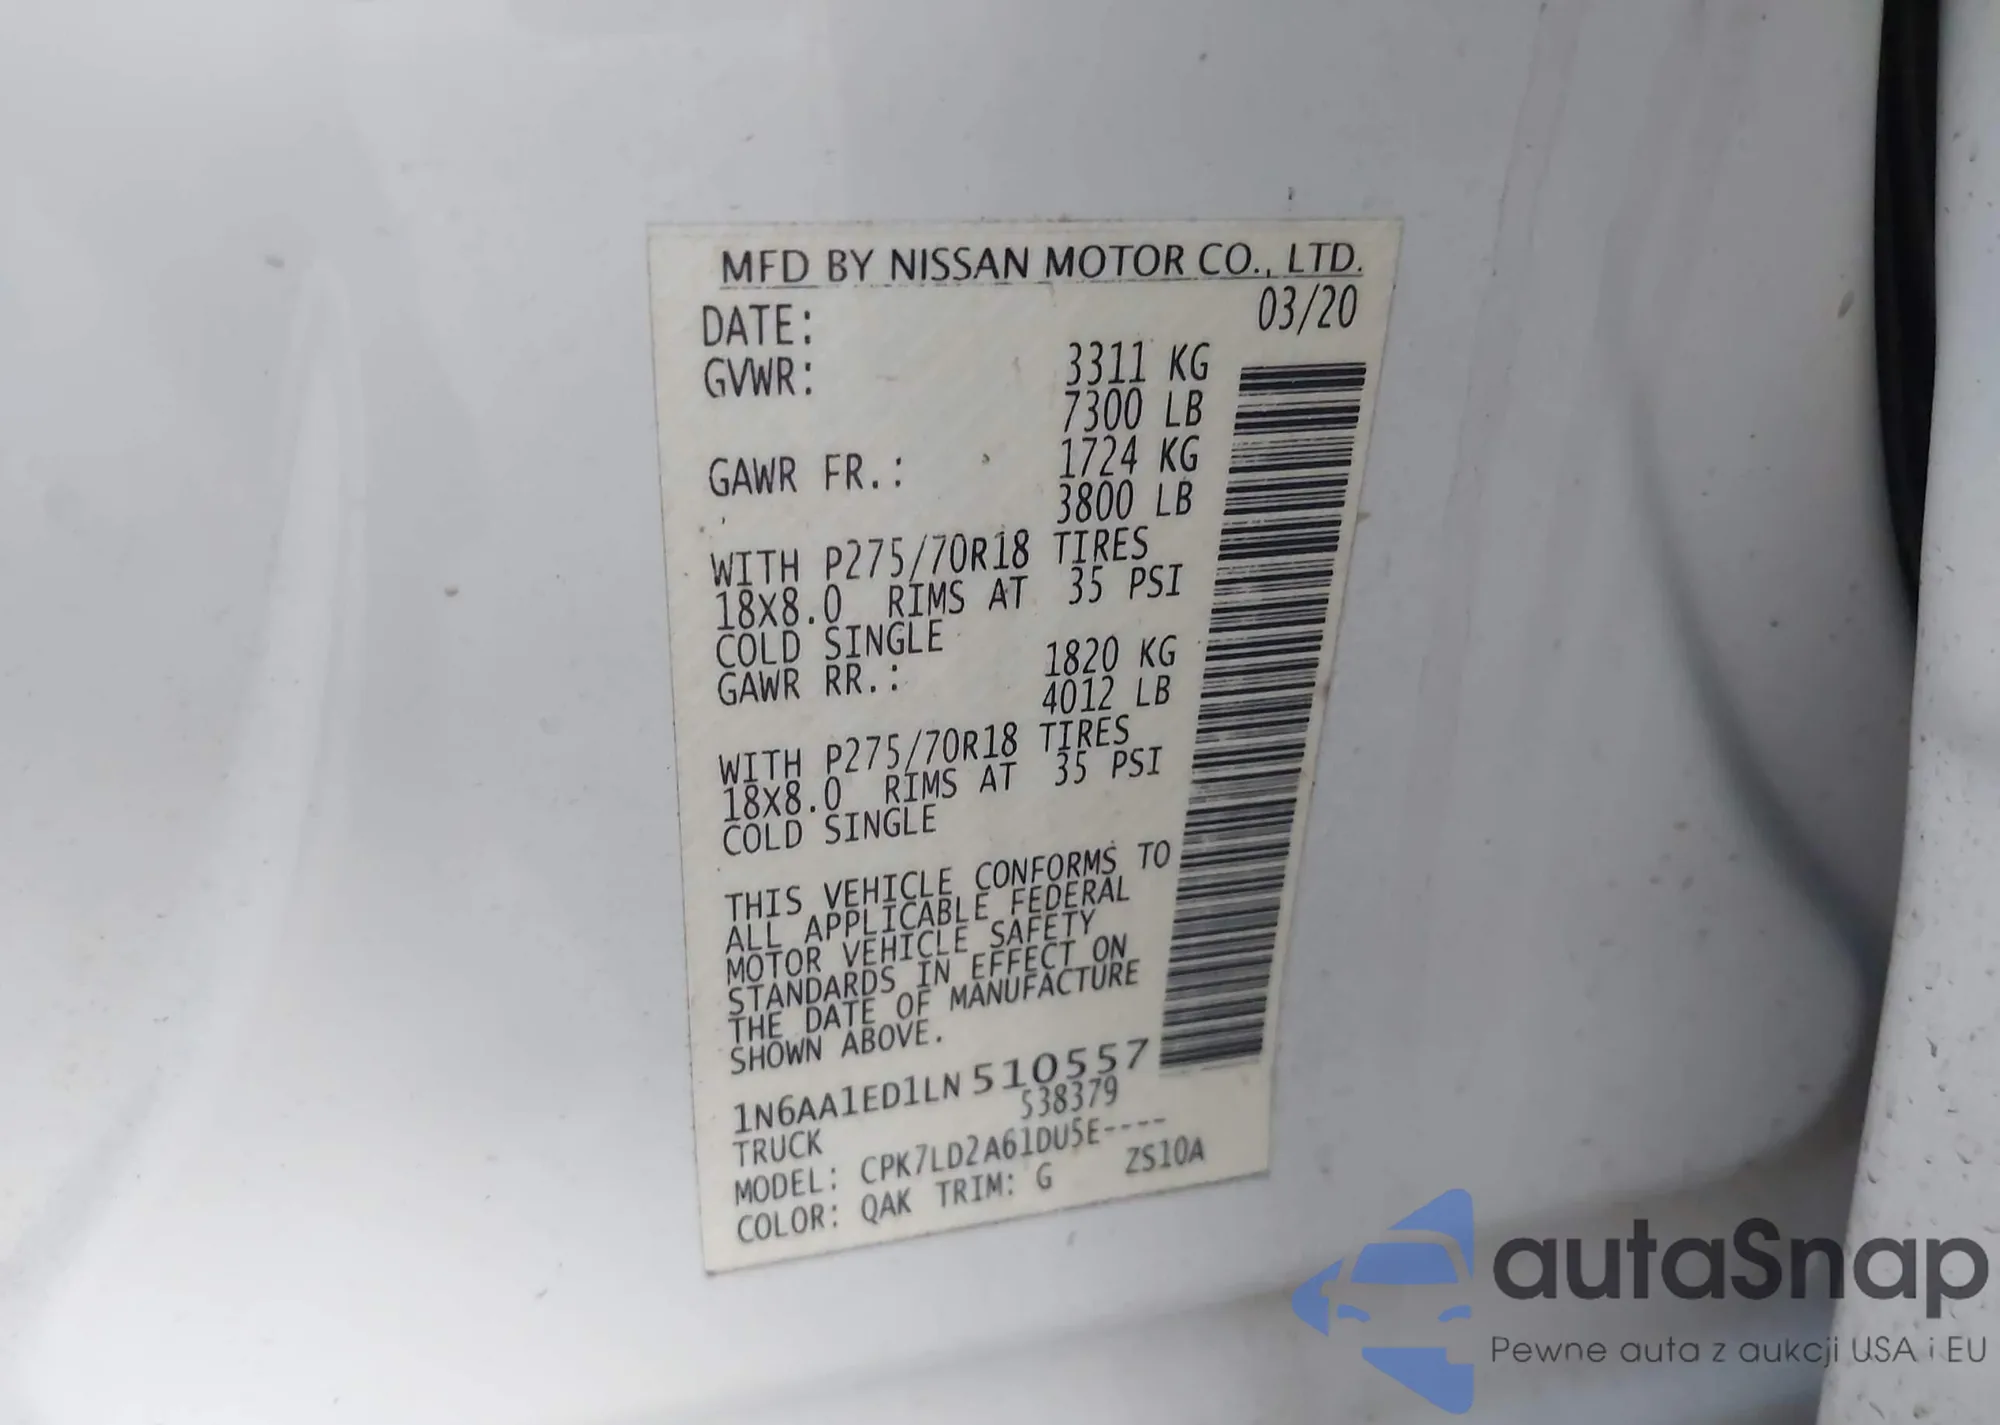 MFD BY NISSAN MOTOR CO., LTD.
DATE: 03/20
GVWR: 3311 KG
7300 LB
GAWR FR.: 1724 KG
3800 LB
WITH P275/70R18 TIRES
18X8.0 RIMS AT 35 PSI
COLD SINGLE
GAWR RR.: 1820 KG
4012 LB
WITH P275/70R18 TIRES
18X8.0 RIMS AT 35 PSI
COLD SINGLE
THIS VEHICLE CONFORMS TO
ALL APPLICABLE FEDERAL
MOTOR VEHICLE SAFETY
STANDARDS IN EFFECT ON
THE DATE OF MANUFACTURE
SHOWN ABOVE.
1N6AA1ED1LN510557
TRUCK 538379
MODEL: CPK7LD2A61DU5E----
COLOR: QAK TRIM: G ZS10A
autaSnap
Pewne auta z aukcji USA i EU